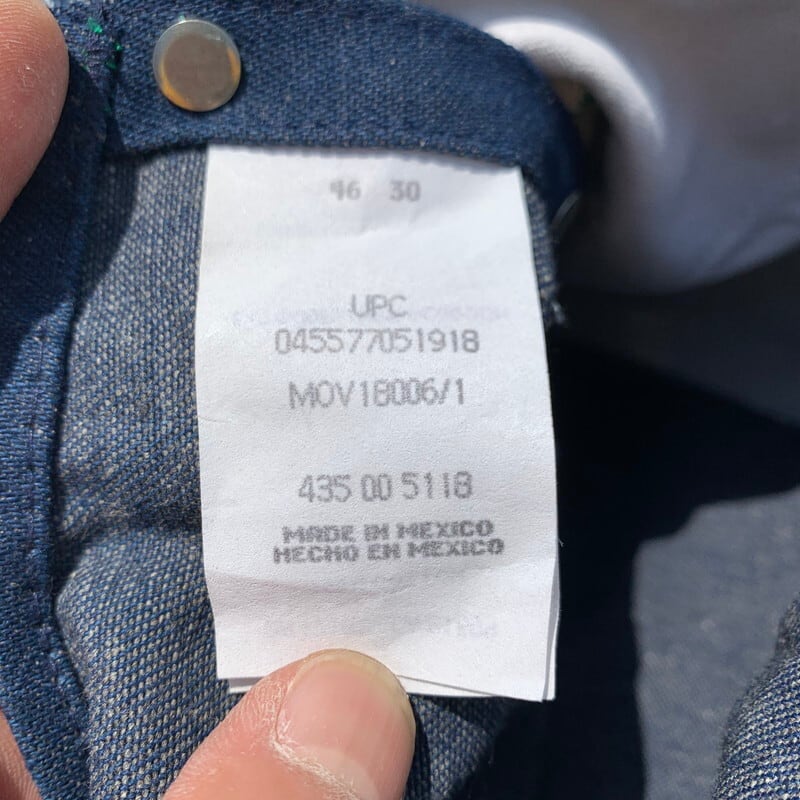 46 30
UPC
045577051918
MOV18006/1
435 00 5118
MADE IN MEXICO
HECHO EN MEXICO